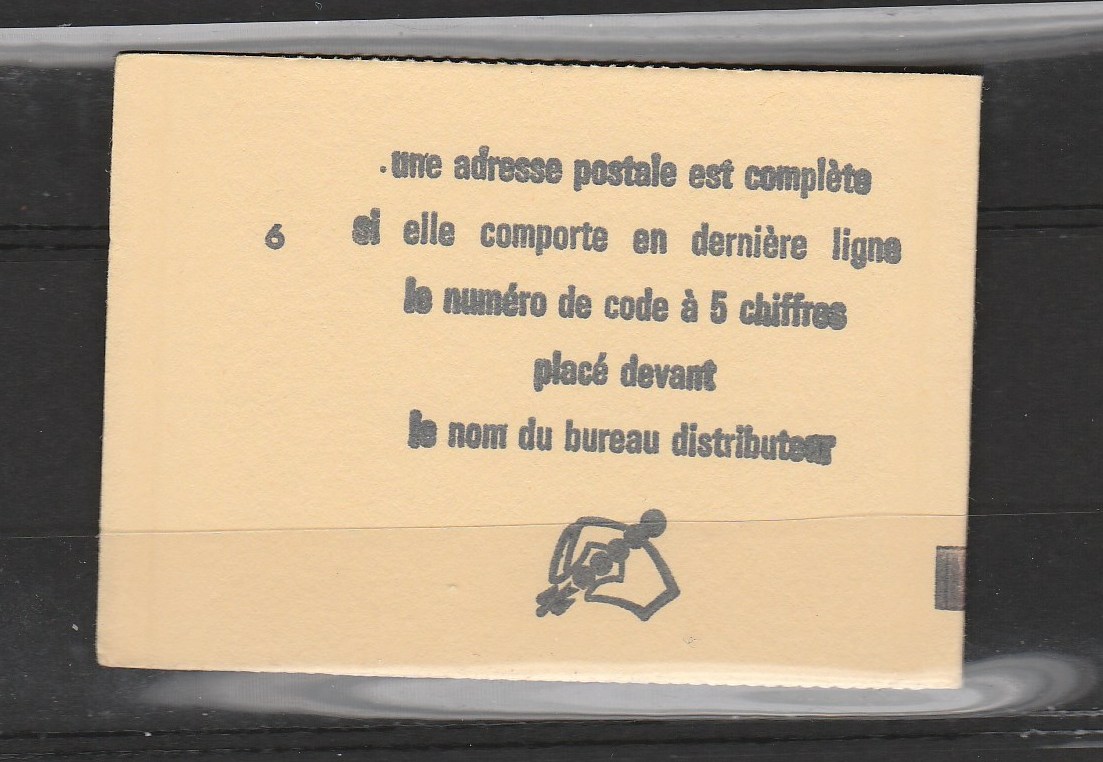 .une adresse postale est complète
6 si elle comporte en dernière ligne
le numéro de code à 5 chiffres
placé devant
le nom du bureau distributeur